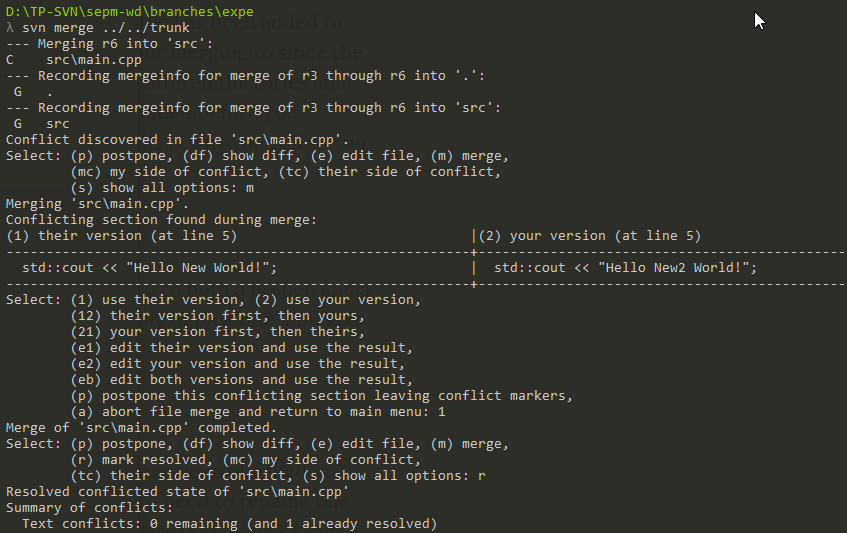 D:\TP-SVN\sepm-wd\branches\expe
λ svn merge ../../trunk
--- Merging r6 into 'src':
C    src\main.cpp
--- Recording mergeinfo for merge of r3 through r6 into '.':
 G   .
--- Recording mergeinfo for merge of r3 through r6 into 'src':
 G   src
Conflict discovered in file 'src\main.cpp'.
Select: (p) postpone, (df) show diff, (e) edit file, (m) merge,
        (mc) my side of conflict, (tc) their side of conflict,
        (s) show all options: m
Merging 'src\main.cpp'.
Conflicting section found during merge:
(1) their version (at line 5)                             |(2) your version (at line 5)
----------------------------------------------------------+----------------------------------------------
  std::cout << "Hello New World!";                        |  std::cout << "Hello New2 World!";
----------------------------------------------------------+----------------------------------------------
Select: (1) use their version, (2) use your version,
        (12) their version first, then yours,
        (21) your version first, then theirs,
        (e1) edit their version and use the result,
        (e2) edit your version and use the result,
        (eb) edit both versions and use the result,
        (p) postpone this conflicting section leaving conflict markers,
        (a) abort file merge and return to main menu: 1
Merge of 'src\main.cpp' completed.
Select: (p) postpone, (df) show diff, (e) edit file, (m) merge,
        (r) mark resolved, (mc) my side of conflict,
        (tc) their side of conflict, (s) show all options: r
Resolved conflicted state of 'src\main.cpp'
Summary of conflicts:
  Text conflicts: 0 remaining (and 1 already resolved)